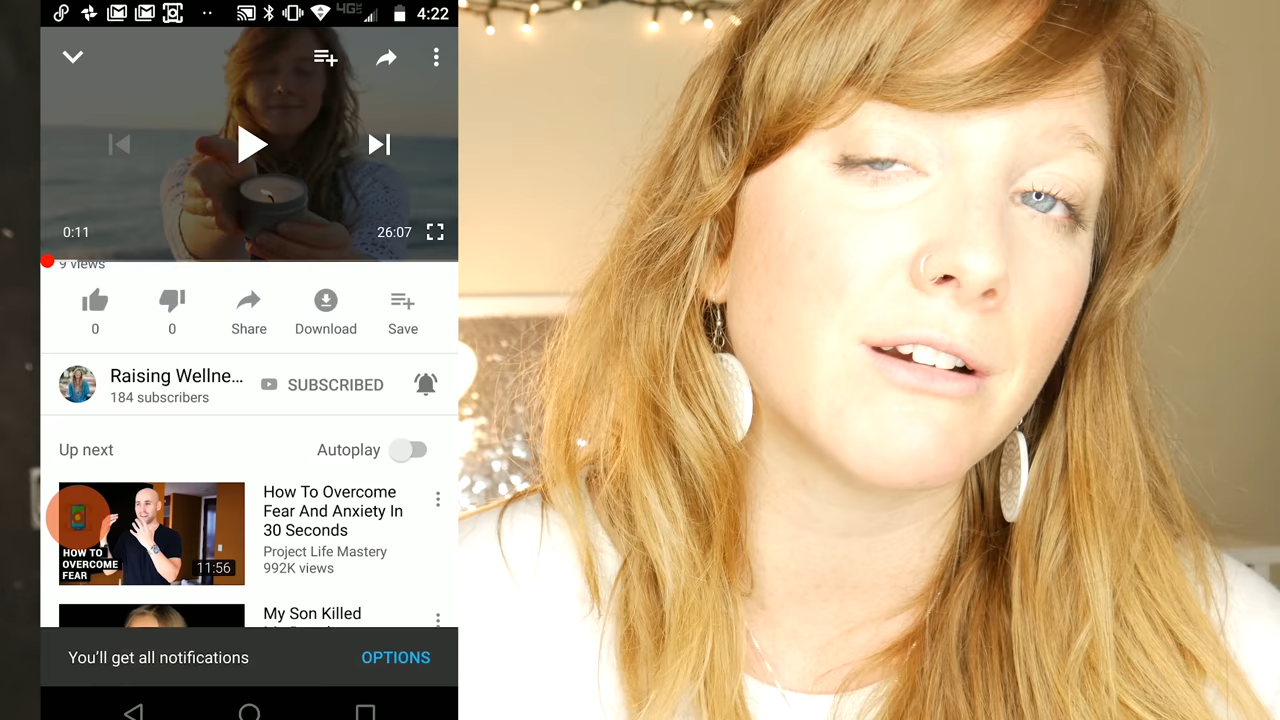 4G
4:22
0:11
26:07
9 views
0
0
Share
Download
Save
Raising Wellne...
SUBSCRIBED
184 subscribers
Up next
Autoplay
How To Overcome
Fear And Anxiety In
30 Seconds
Project Life Mastery
992K views
HOW TO
OVERCOME
FEAR
11:56
My Son Killed
You'll get all notifications
OPTIONS